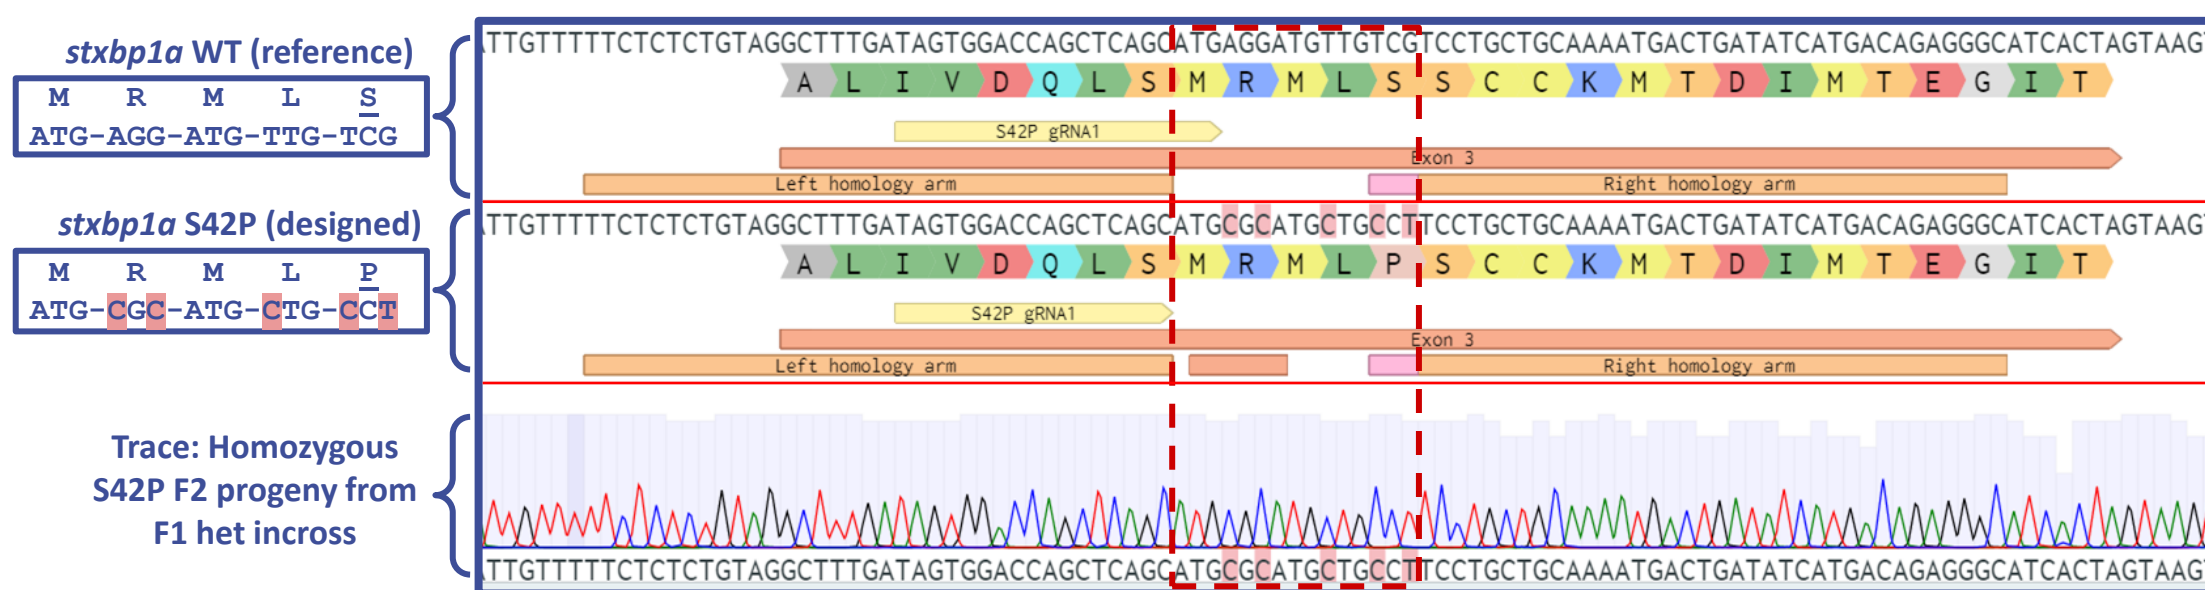 stxbp1a WT (reference)
M R M L S
ATG-AGG-ATG-TTG-TCG
TTGTTTTTCTCTCTGTAGGCTTTGATAGTGGACCAGCTCAGCATGAGGATGTTGTCGTCCTGCTGCAAAATGACTGATATCATGACAGAGGGCATCACTAGTAAG
A L I V D Q L S M R M L S S C C K M T D I M T E G I T
S42P gRNA1
Exon 3
Left homology arm Right homology arm
stxbp1a S42P (designed)
M R M L P
ATG-CGC-ATG-CTG-CCT
TTGTTTTTCTCTCTGTAGGCTTTGATAGTGGACCAGCTCAGCATGCGCATGCTGCCTTCCTGCTGCAAAATGACTGATATCATGACAGAGGGCATCACTAGTAAG
A L I V D Q L S M R M L P S C C K M T D I M T E G I T
S42P gRNA1
Exon 3
Left homology arm Right homology arm
Trace: Homozygous
S42P F2 progeny from
F1 het incross
TTGTTTTTCTCTCTGTAGGCTTTGATAGTGGACCAGCTCAGCATGCGCATGCTGCCTTCCTGCTGCAAAATGACTGATATCATGACAGAGGGCATCACTAGTAAG